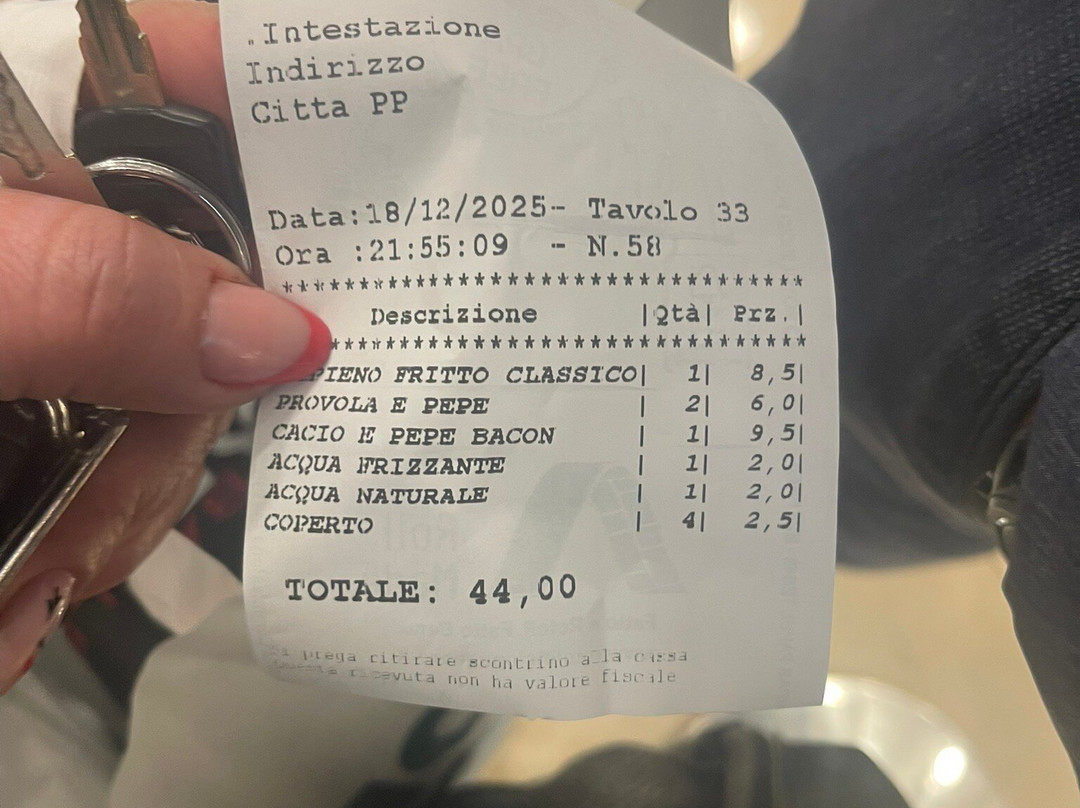 .Intestazione
Indirizzo
Citta PP
Data:18/12/2025- Tavolo 33
Ora :21:55:09 - N.58
***********************************
Descrizione |Qtà| Prz.|
*******************************
PIENO FRITTO CLASSICO| 1| 8,5|
PROVOLA E PEPE | 2| 6,0|
CACIO E PEPE BACON | 1| 9,5|
ACQUA FRIZZANTE | 1| 2,0|
ACQUA NATURALE | 1| 2,0|
COPERTO | 4| 2,5|
TOTALE: 44,00
Si prega ritirare scontrino alla cassa
Questa ricevuta non ha valore fiscale